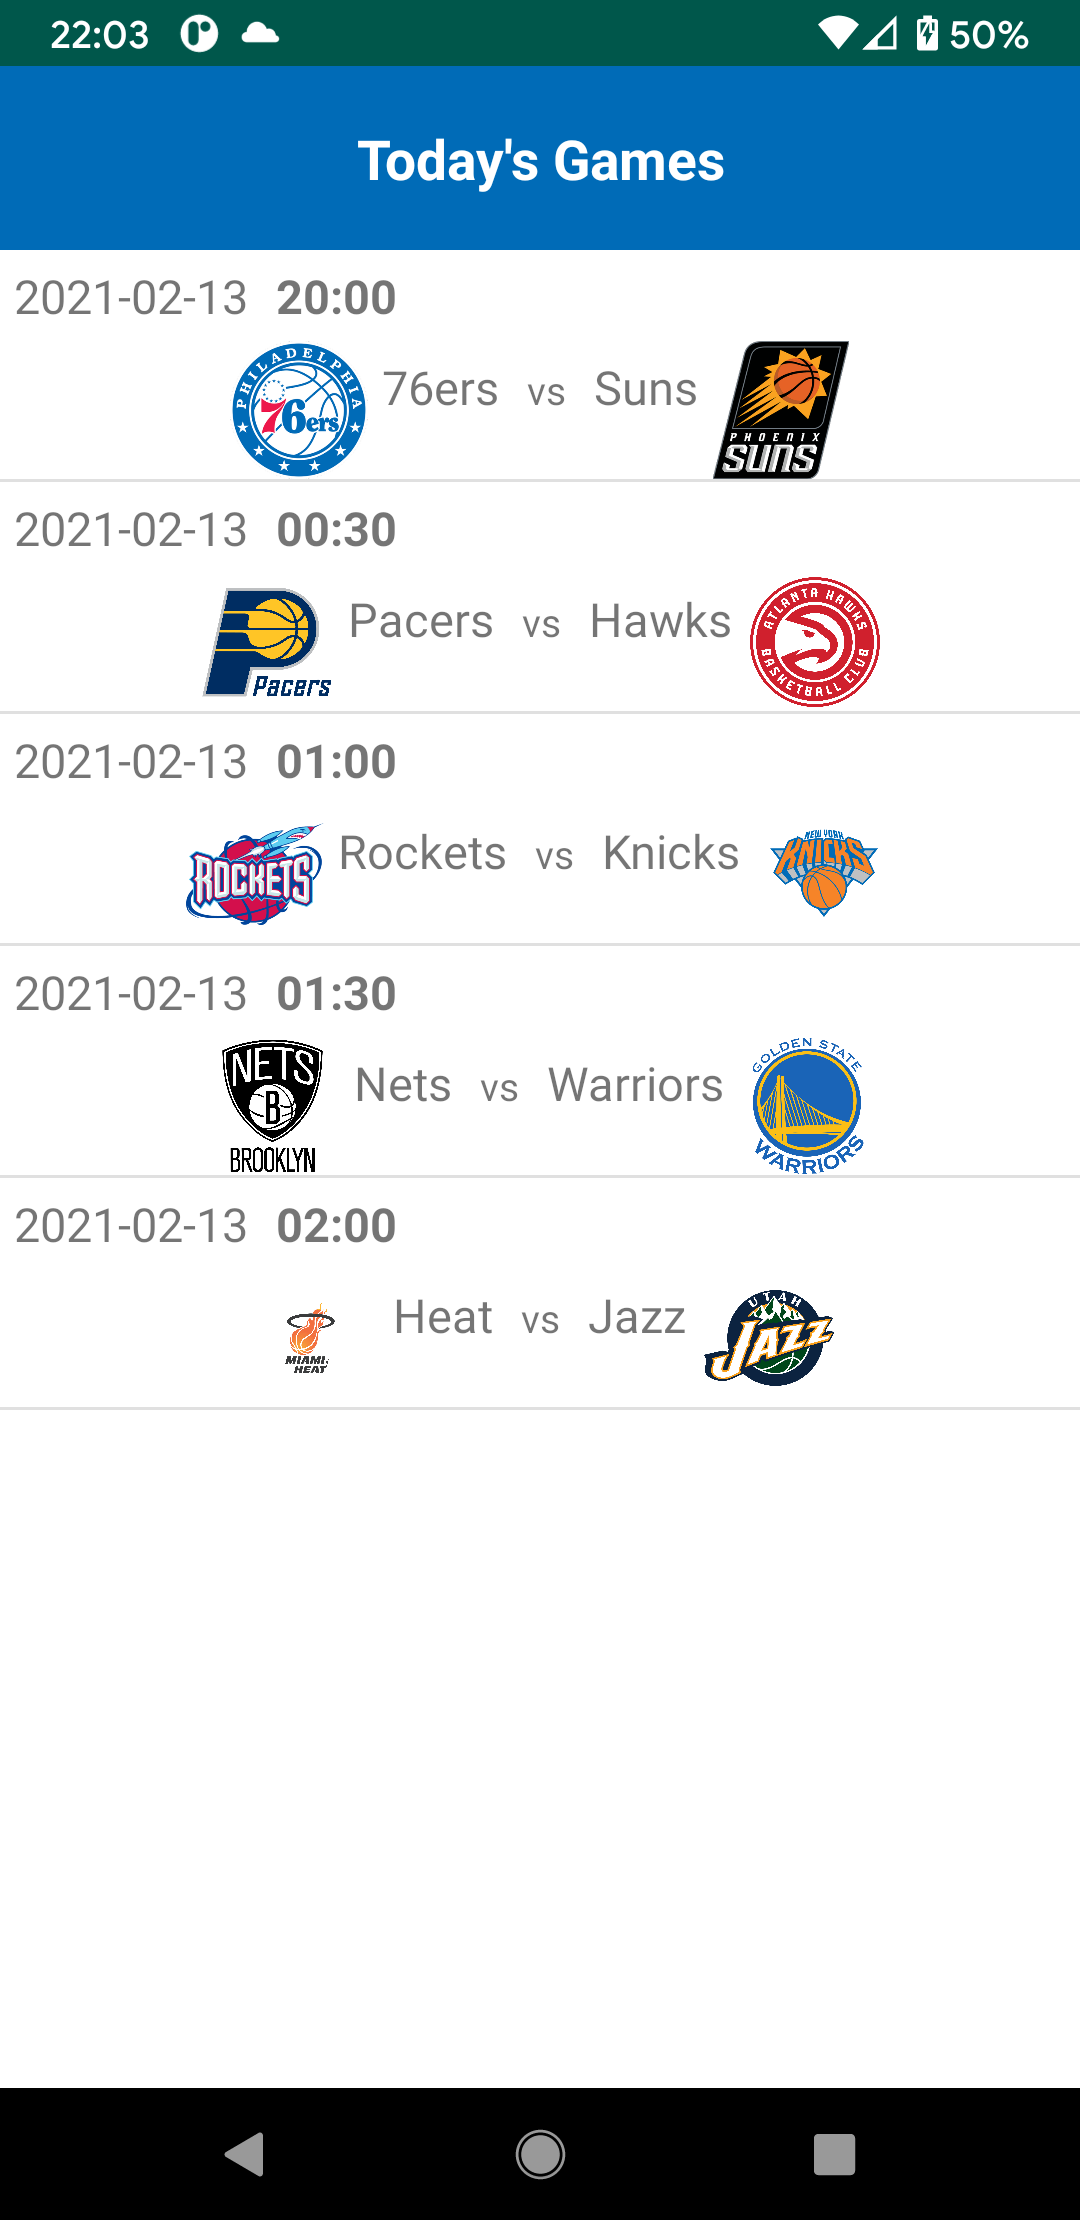 22:03 50%
Today's Games
2021-02-13 20:00
PHILADELPHIA
76ers
76ers vs Suns
PHOENIX
SUNS
2021-02-13 00:30
Pacers
Pacers vs Hawks
ATLANTA HAWKS
BASKETBALL CLUB
2021-02-13 01:00
ROCKETS
Rockets vs Knicks
NEW YORK
KNICKS
2021-02-13 01:30
NETS
B
BROOKLYN
Nets vs Warriors
GOLDEN STATE
WARRIORS
2021-02-13 02:00
MIAMI
HEAT
Heat vs Jazz
UTAH
JAZZ